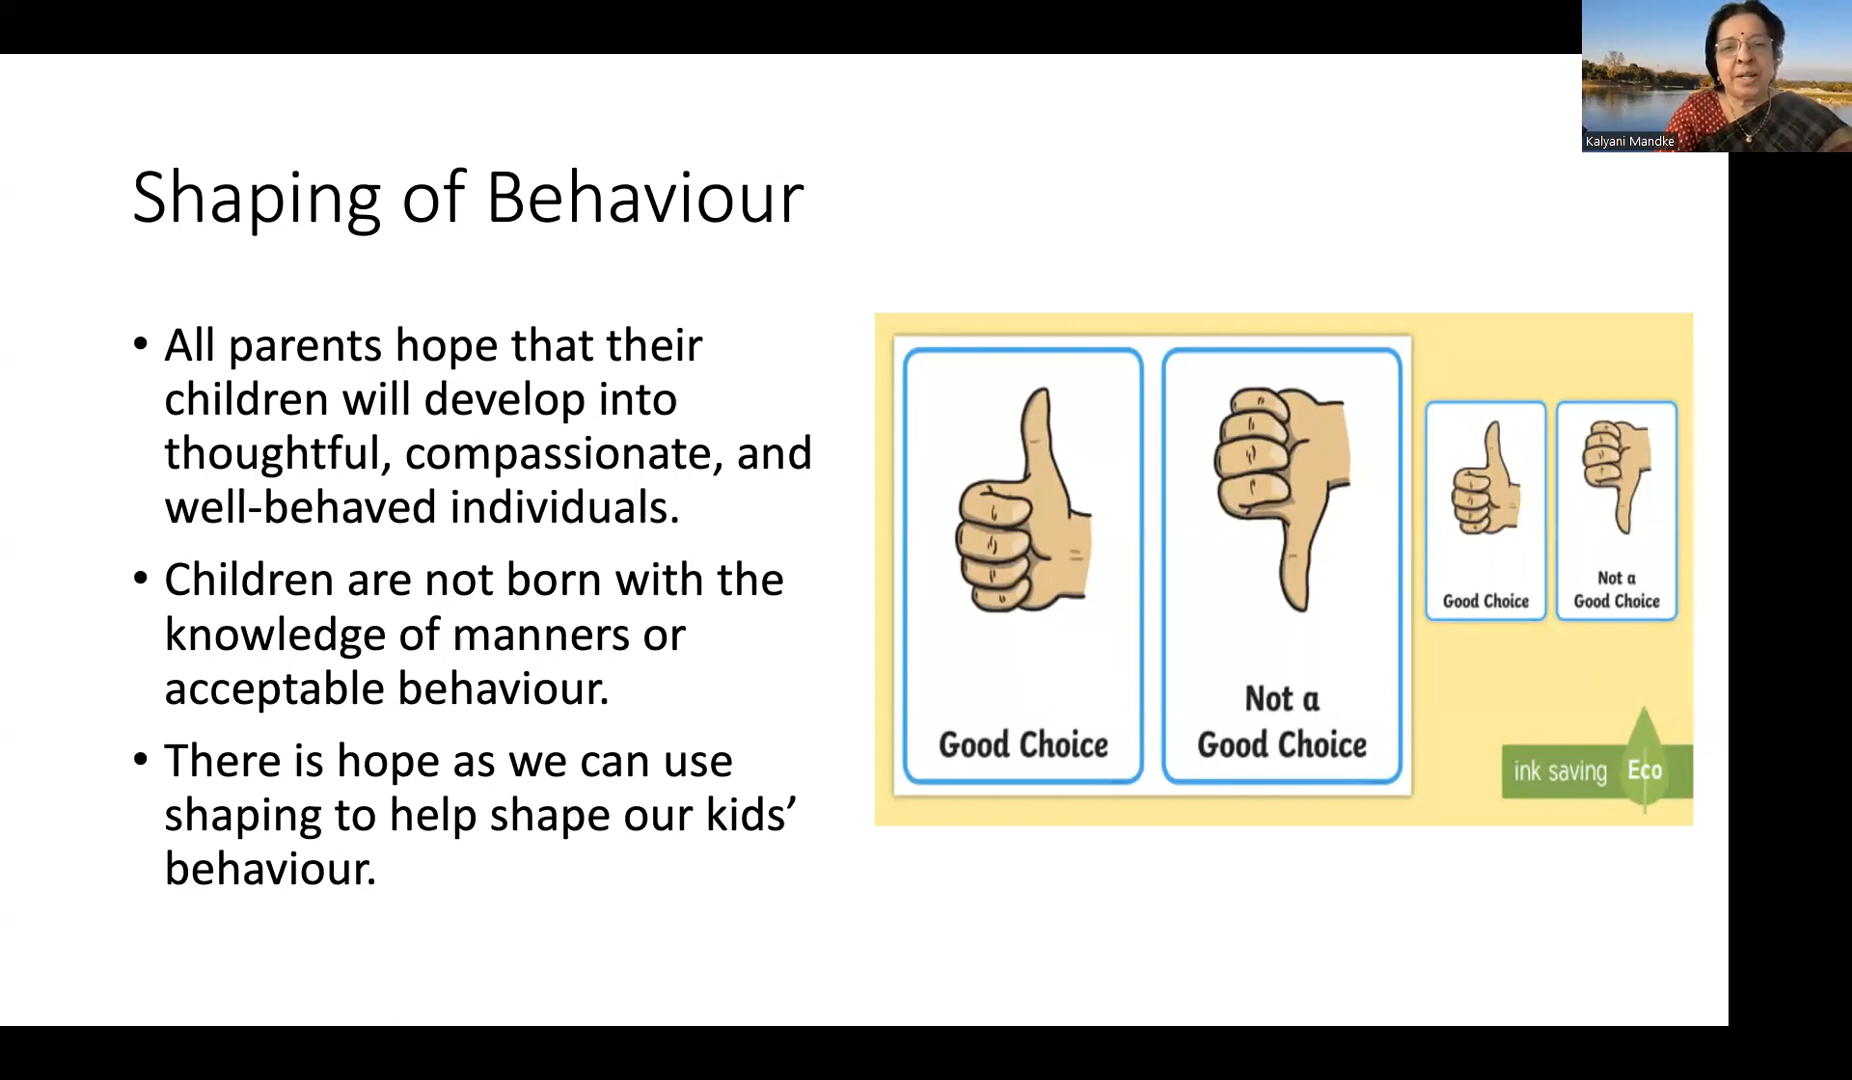 Kalyani Mandke
Shaping of Behaviour
• All parents hope that their
children will develop into
thoughtful, compassionate, and
well-behaved individuals.
• Children are not born with the
knowledge of manners or
acceptable behaviour.
• There is hope as we can use
shaping to help shape our kids’
behaviour.
Good Choice
Not a
Good Choice
Good Choice
Not a
Good Choice
ink saving Eco